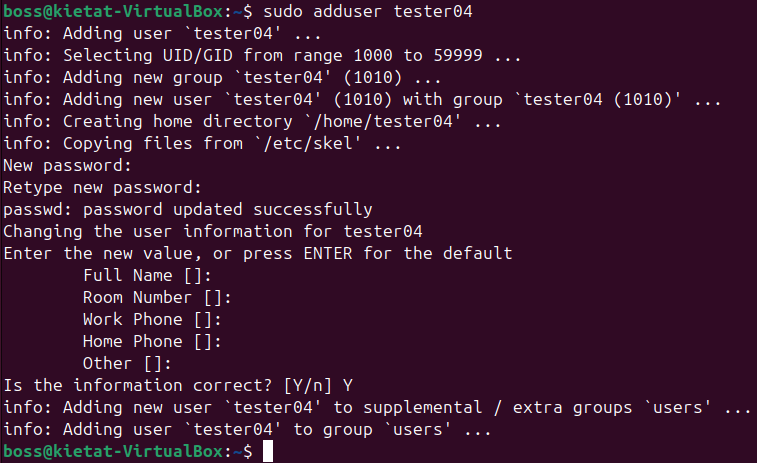 boss@kietat-VirtualBox:~$ sudo adduser tester04
info: Adding user `tester04' ...
info: Selecting UID/GID from range 1000 to 59999 ...
info: Adding new group `tester04' (1010) ...
info: Adding new user `tester04' (1010) with group `tester04 (1010)' ...
info: Creating home directory `/home/tester04' ...
info: Copying files from `/etc/skel' ...
New password:
Retype new password:
passwd: password updated successfully
Changing the user information for tester04
Enter the new value, or press ENTER for the default
        Full Name []:
        Room Number []:
        Work Phone []:
        Home Phone []:
        Other []:
Is the information correct? [Y/n] Y
info: Adding new user `tester04' to supplemental / extra groups `users' ...
info: Adding user `tester04' to group `users' ...
boss@kietat-VirtualBox:~$